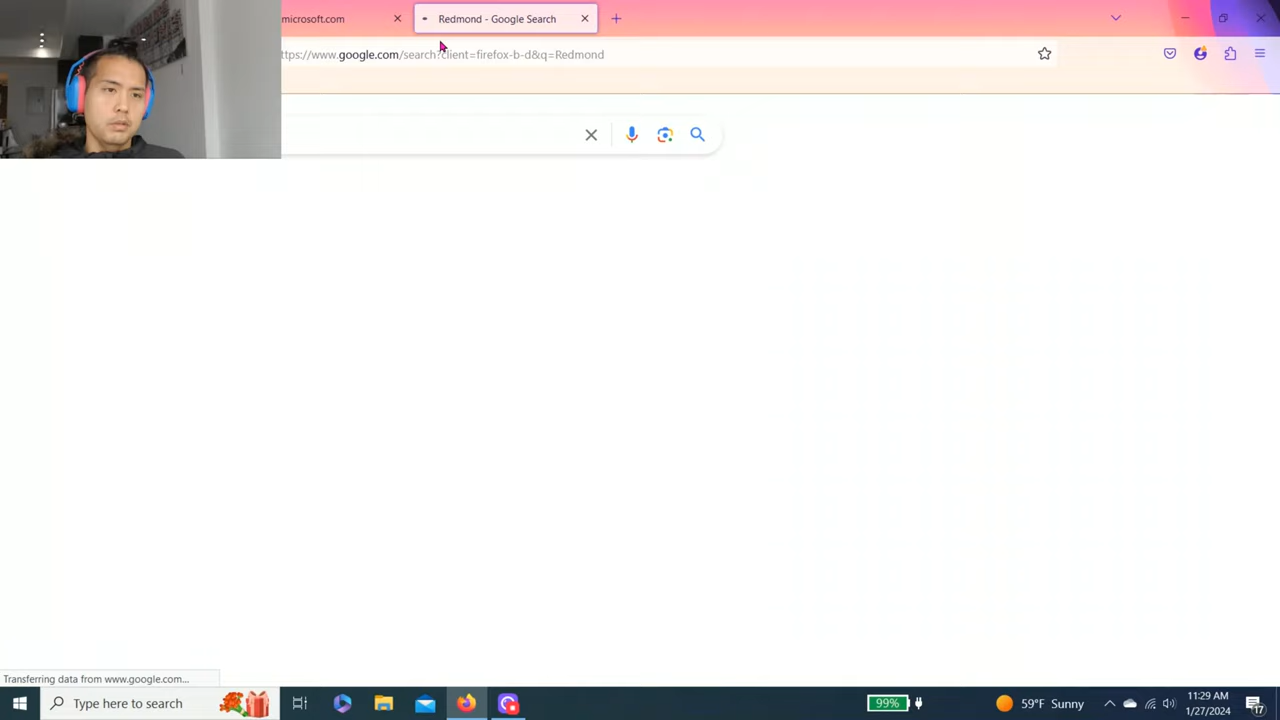 microsoft.com
Redmond - Google Search
ttps://www.google.com/search?client=firefox-b-d&q=Redmond
Transferring data from www.google.com...
Type here to search
99%
59°F Sunny
11:29 AM
1/27/2024
17